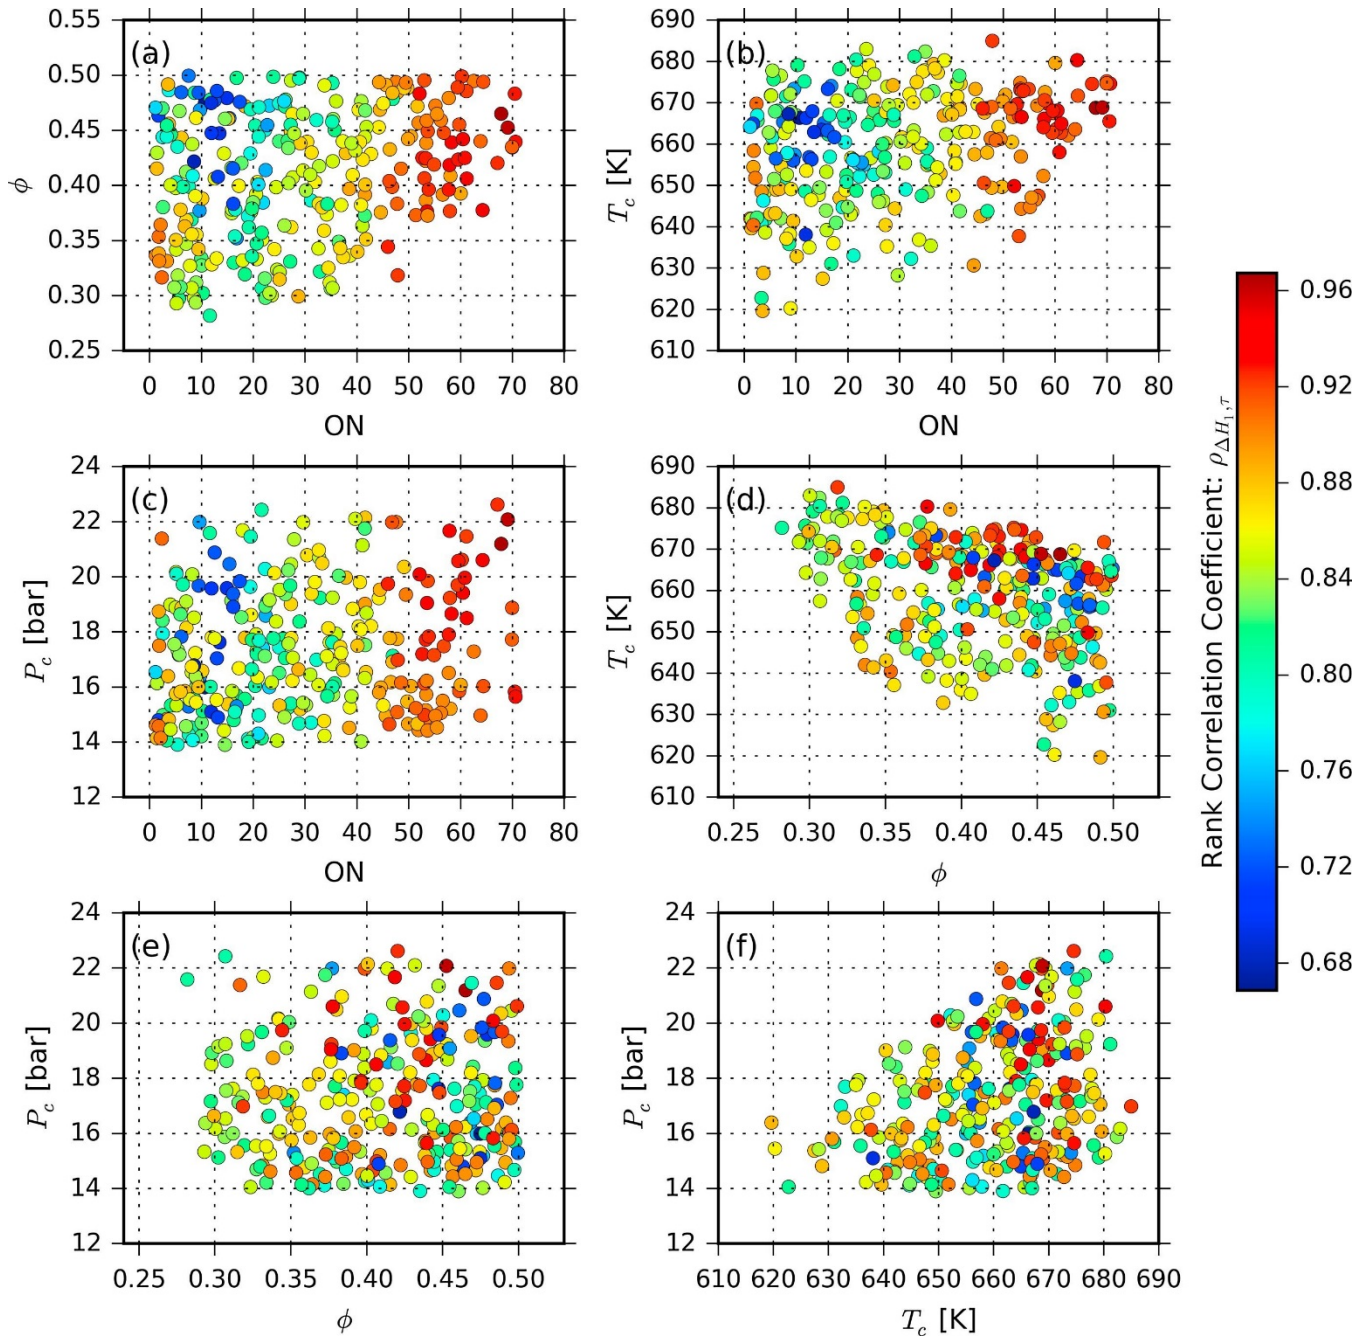 (a)
0.55
0.50
0.45
0.40
0.35
0.30
0.25
ϕ
0 10 20 30 40 50 60 70 80
ON
(b)
690
680
670
660
650
640
630
620
610
T_c [K]
0 10 20 30 40 50 60 70 80
ON
(c)
24
22
20
18
16
14
12
P_c [bar]
0 10 20 30 40 50 60 70 80
ON
(d)
690
680
670
660
650
640
630
620
610
T_c [K]
0.25 0.30 0.35 0.40 0.45 0.50
ϕ
(e)
24
22
20
18
16
14
12
P_c [bar]
0.25 0.30 0.35 0.40 0.45 0.50
ϕ
(f)
24
22
20
18
16
14
12
P_c [bar]
610 620 630 640 650 660 670 680 690
T_c [K]
Rank Correlation Coefficient: ρ_ΔH₁,τ
0.96
0.92
0.88
0.84
0.80
0.76
0.72
0.68